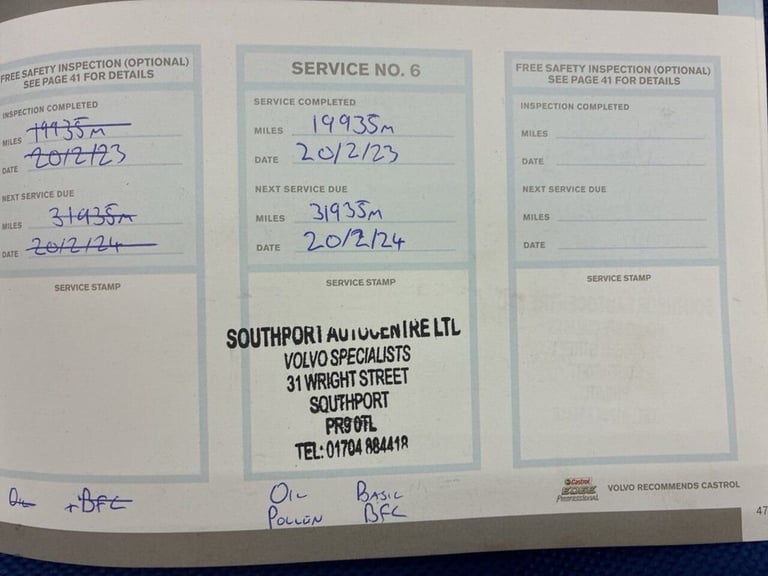 FREE SAFETY INSPECTION (OPTIONAL)
SEE PAGE 41 FOR DETAILS
INSPECTION COMPLETED
MILES 19935m
DATE 20/2/23
NEXT SERVICE DUE
MILES 31935m
DATE 20/2/24
SERVICE STAMP
OIL + BFC
SERVICE NO. 6
SERVICE COMPLETED
MILES 19935m
DATE 20/2/23
NEXT SERVICE DUE
MILES 31935m
DATE 20/2/24
SERVICE STAMP
SOUTHPORT AUTOCENTRE LTL
VOLVO SPECIALISTS
31 WRIGHT STREET
SOUTHPORT
PR9 0TL
TEL: 01704 884418
OIL BASIC
POLLEN BFC
FREE SAFETY INSPECTION (OPTIONAL)
SEE PAGE 41 FOR DETAILS
INSPECTION COMPLETED
MILES
DATE
NEXT SERVICE DUE
MILES
DATE
SERVICE STAMP
Castrol
EDGE
Professional
VOLVO RECOMMENDS CASTROL
47